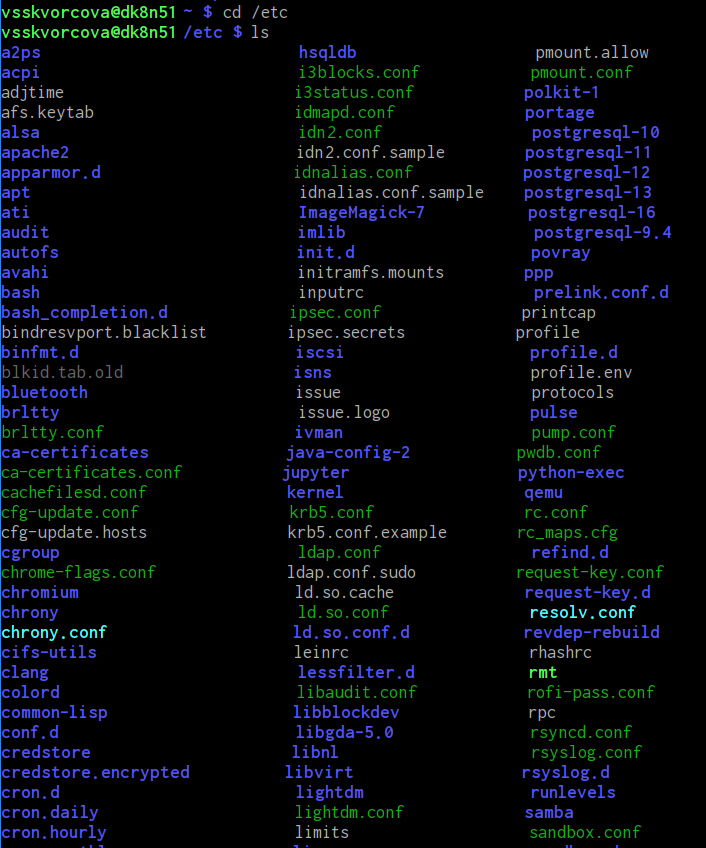 vsskvorcova@dk8n51 ~ $ cd /etc
vsskvorcova@dk8n51 /etc $ ls
a2ps hsqldb pmount.allow
acpi i3blocks.conf pmount.conf
adjtime i3status.conf polkit-1
afs.keytab idmapd.conf portage
alsa idn2.conf postgresql-10
apache2 idn2.conf.sample postgresql-11
apparmor.d idnalias.conf postgresql-12
apt idnalias.conf.sample postgresql-13
ati ImageMagick-7 postgresql-16
audit imlib postgresql-9.4
autofs init.d povray
avahi initramfs.mounts ppp
bash inputrc prelink.conf.d
bash_completion.d ipsec.conf printcap
bindresvport.blacklist ipsec.secrets profile
binfmt.d iscsi profile.d
blkid.tab.old isns profile.env
bluetooth issue protocols
brltty issue.logo pulse
brltty.conf ivman pump.conf
ca-certificates java-config-2 pwdb.conf
ca-certificates.conf jupyter python-exec
cachefilesd.conf kernel qemu
cfg-update.conf krb5.conf rc.conf
cfg-update.hosts krb5.conf.example rc_maps.cfg
cgroup ldap.conf refind.d
chrome-flags.conf ldap.conf.sudo request-key.conf
chromium ld.so.cache request-key.d
chrony ld.so.conf resolv.conf
chrony.conf ld.so.conf.d revdep-rebuild
cifs-utils leinrc rhashrc
clang lessfilter.d rmt
colord libaudit.conf rofi-pass.conf
common-lisp libblockdev rpc
conf.d libgda-5.0 rsyncd.conf
credstore libnl rsyslog.conf
credstore.encrypted libvirt rsyslog.d
cron.d lightdm runlevels
cron.daily lightdm.conf samba
cron.hourly limits sandbox.conf